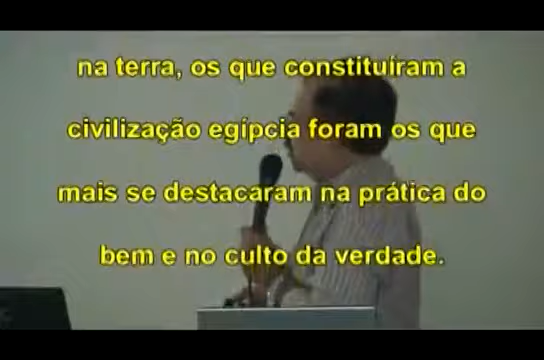 na terra, os que constituíram a
civilização egípcia foram os que
mais se destacaram na prática do
bem e no culto da verdade.